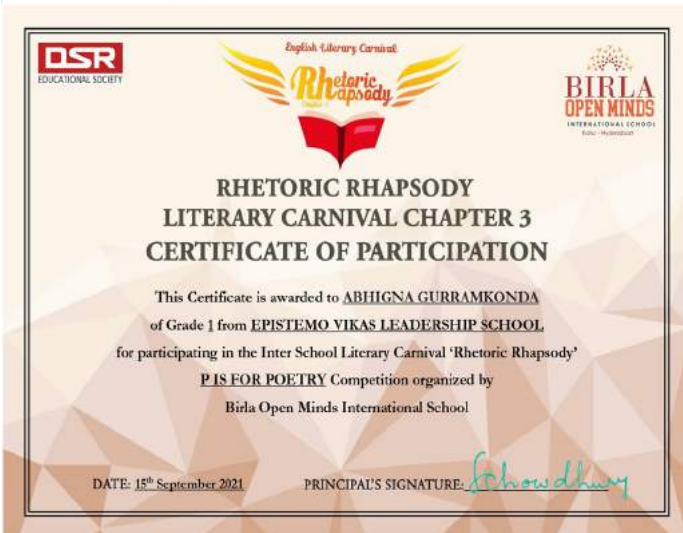 DSR
EDUCATIONAL SOCIETY
English Literary Carnival
Rhetoric
Rhapsody
BIRLA
OPEN MINDS
INTERNATIONAL SCHOOL
Kollur - Hyderabad
RHETORIC RHAPSODY
LITERARY CARNIVAL CHAPTER 3
CERTIFICATE OF PARTICIPATION
This Certificate is awarded to ABHIGNA GURRAMKONDA
of Grade 1 from EPISTEMO VIKAS LEADERSHIP SCHOOL
for participating in the Inter School Literary Carnival ‘Rhetoric Rhapsody’
P IS FOR POETRY Competition organized by
Birla Open Minds International School
DATE: 15th September 2021
PRINCIPAL'S SIGNATURE: Schowdhury